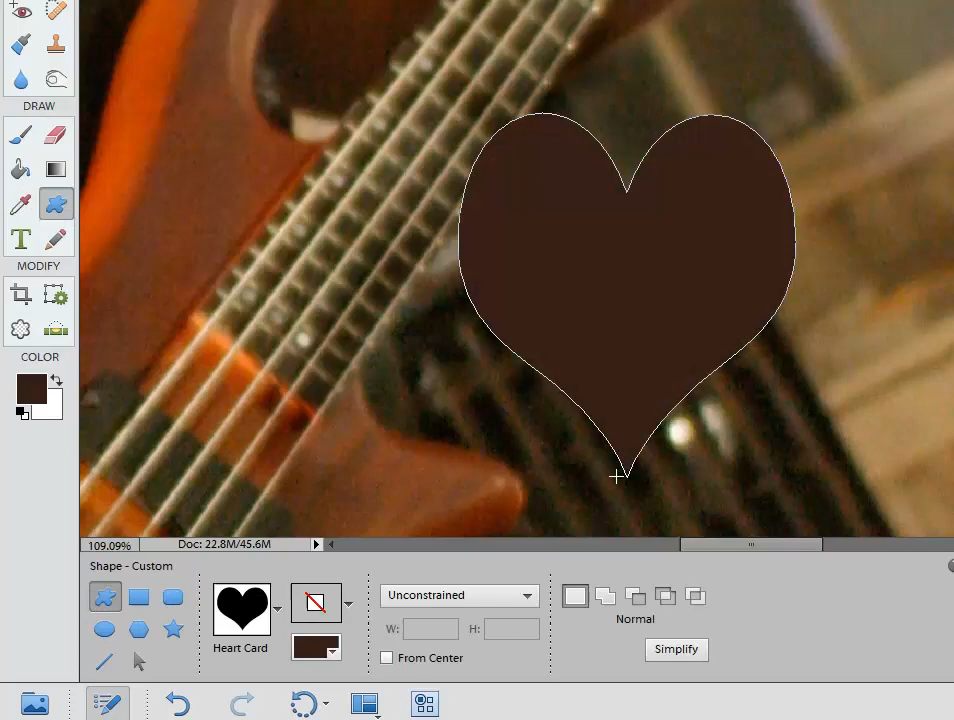 DRAW
T
MODIFY
COLOR
109.09%
Doc: 22.8M/45.6M
Shape - Custom
Unconstrained
W:
H:
Normal
Heart Card
From Center
Simplify